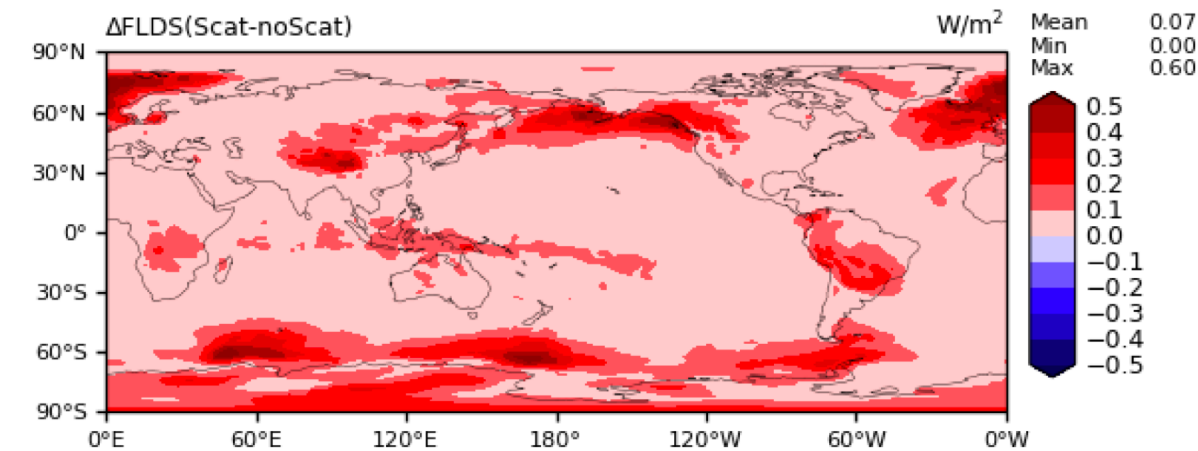 ΔFLDS(Scat-noScat)
W/m²
Mean 0.07
Min 0.00
Max 0.60
90°N
60°N
30°N
0°
30°S
60°S
90°S
0°E 60°E 120°E 180° 120°W 60°W 0°W
0.5
0.4
0.3
0.2
0.1
0.0
−0.1
−0.2
−0.3
−0.4
−0.5